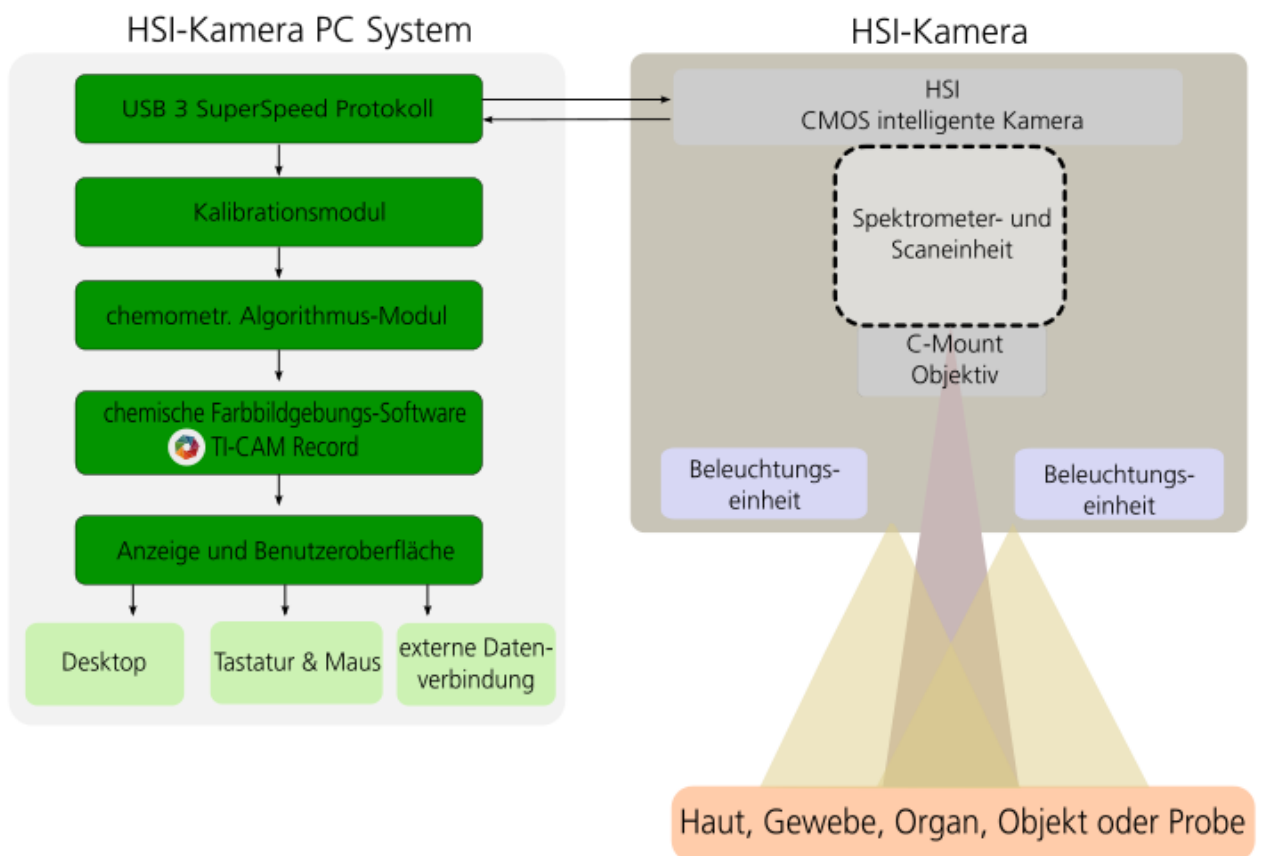 HSI-Kamera PC System
USB 3 SuperSpeed Protokoll
Kalibrationsmodul
chemometr. Algorithmus-Modul
chemische Farbbildgebungs-Software
TI-CAM Record
Anzeige und Benutzeroberfläche
Desktop
Tastatur & Maus
externe Daten-
verbindung
HSI-Kamera
HSI
CMOS intelligente Kamera
Spektrometer- und
Scaneinheit
C-Mount
Objektiv
Beleuchtungs-
einheit
Beleuchtungs-
einheit
Haut, Gewebe, Organ, Objekt oder Probe